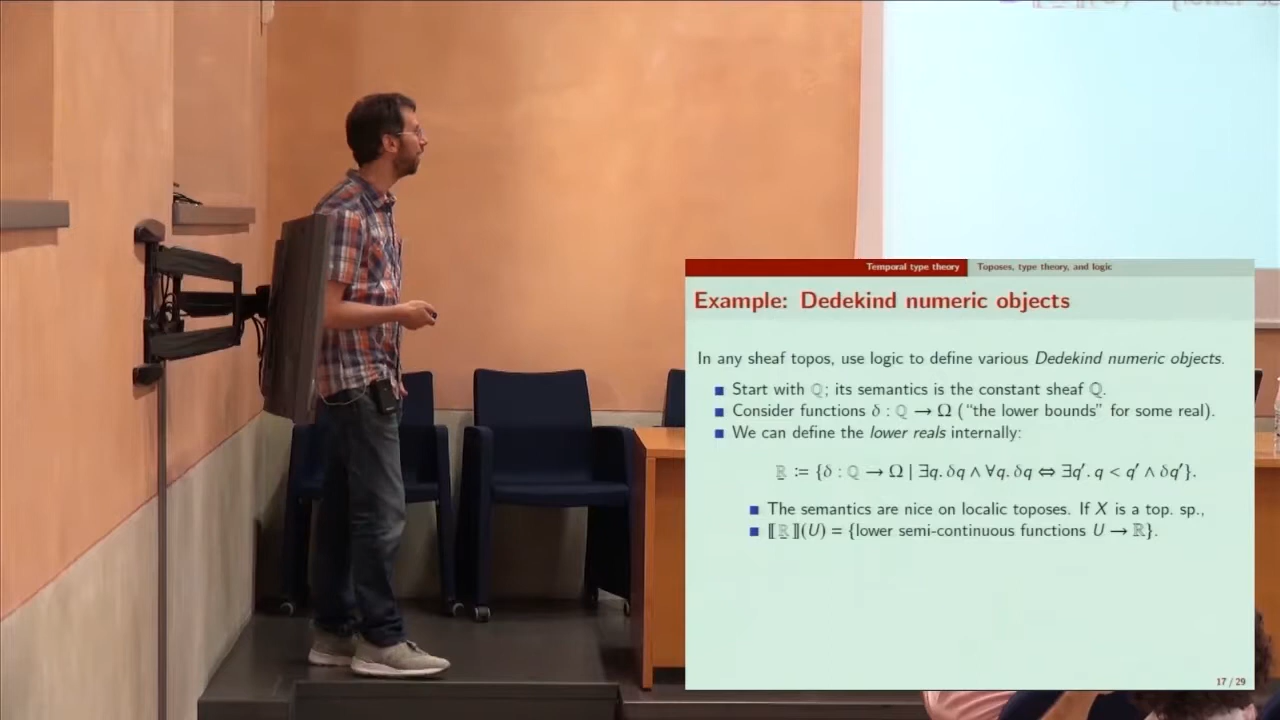 Temporal type theory Toposes, type theory, and logic
Example: Dedekind numeric objects
In any sheaf topos, use logic to define various Dedekind numeric objects.
■ Start with ℚ; its semantics is the constant sheaf ℚ.
■ Consider functions δ : ℚ → Ω (“the lower bounds” for some real).
■ We can define the lower reals internally:
ℝ̲ := {δ : ℚ → Ω | ∃q. δq ∧ ∀q. δq ⇔ ∃q′. q < q′ ∧ δq′}.
■ The semantics are nice on localic toposes. If X is a top. sp.,
■ ⟦ℝ̲⟧(U) = {lower semi-continuous functions U → ℝ}.
17 / 29